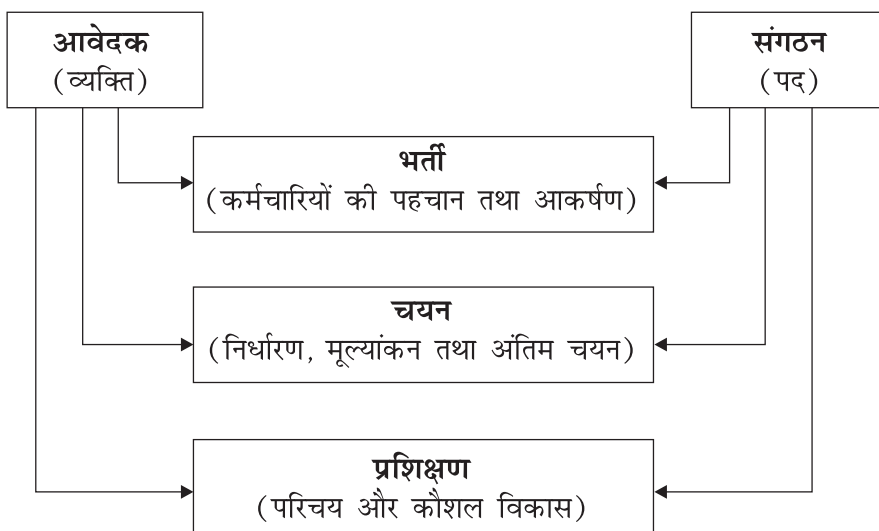 आवेदक
(व्यक्ति)
संगठन
(पद)
भर्ती
(कर्मचारियों की पहचान तथा आकर्षण)
चयन
(निर्धारण, मूल्यांकन तथा अंतिम चयन)
प्रशिक्षण
(परिचय और कौशल विकास)